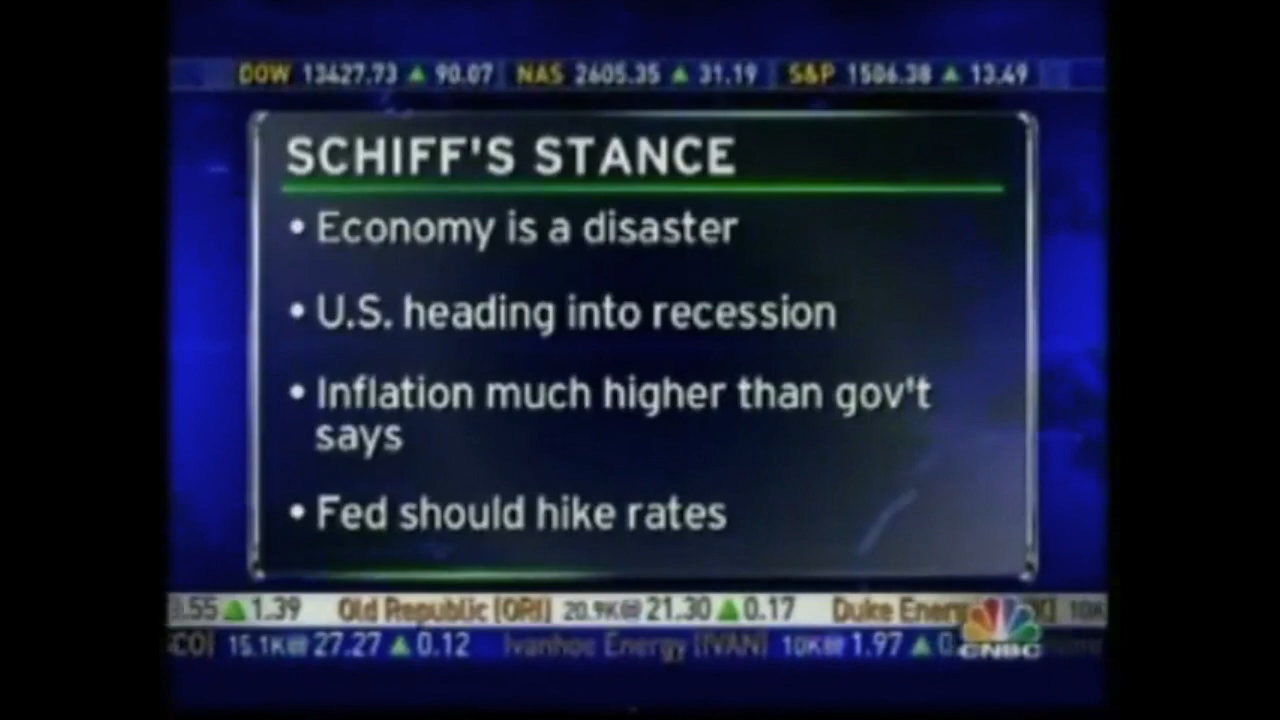 DOW 13427.73 ▲ 90.07 NAS 2605.35 ▲ 31.19 S&P 1506.38 ▲ 13.49
SCHIFF'S STANCE
• Economy is a disaster
• U.S. heading into recession
• Inflation much higher than gov't
says
• Fed should hike rates
.55 ▲ 1.39 Old Republic (ORI) 20.9K@ 21.30 ▲ 0.17 Duke
15.1K@ 27.27 ▲ 0.12 Ivanhoe Energy (IVAN) 10K@ 1.97 ▲
CNBC